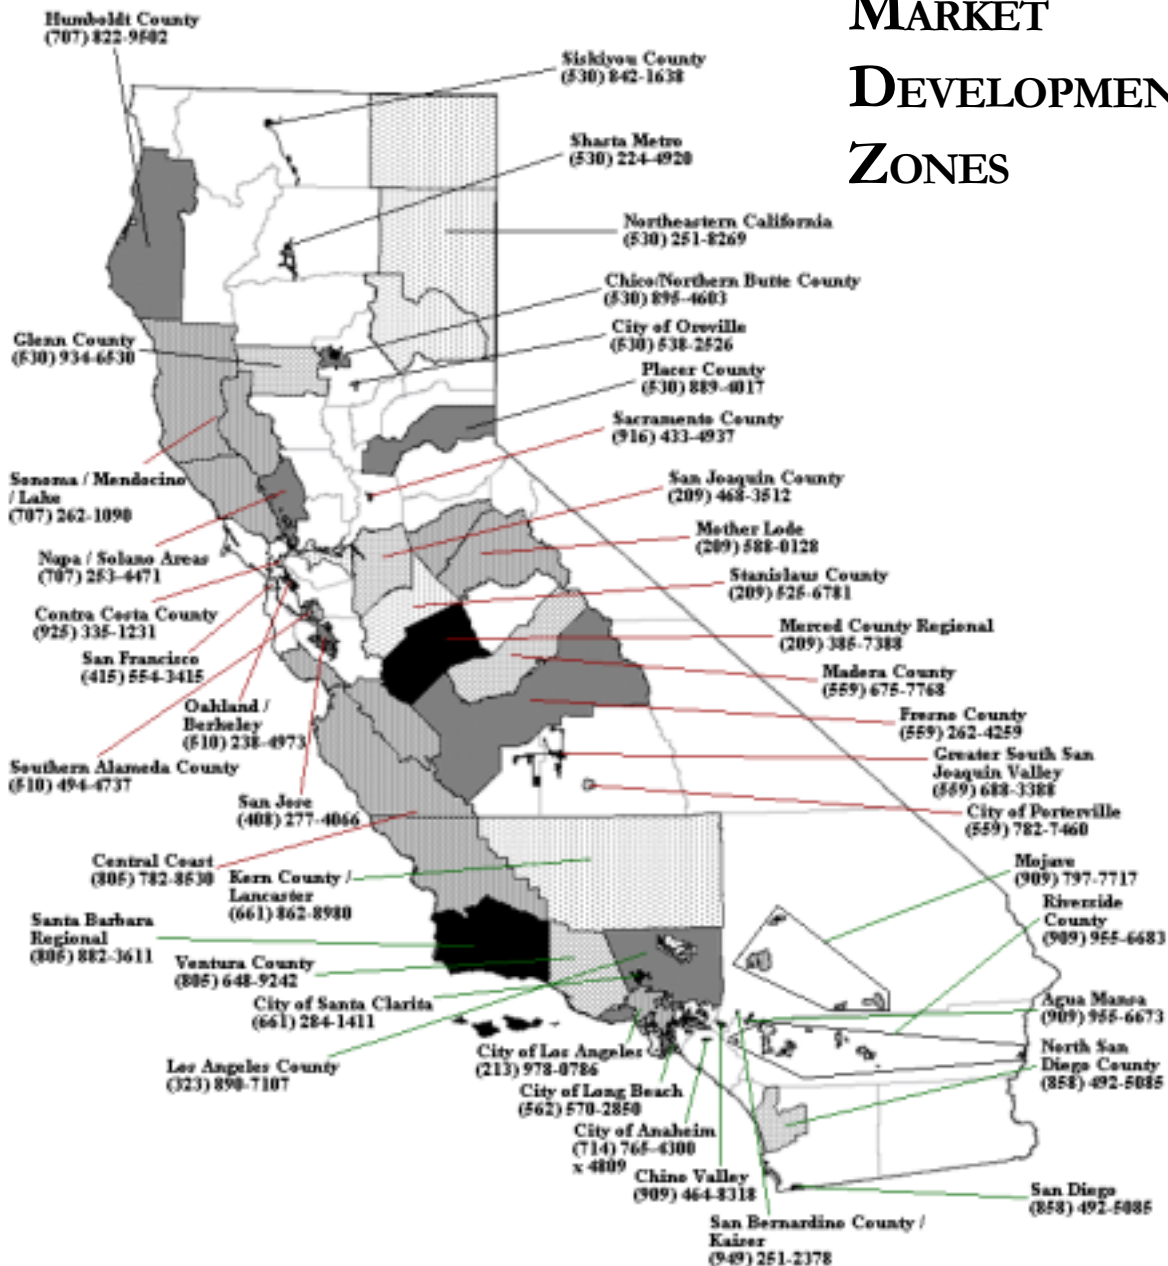 MARKET
DEVELOPMEN
ZONES
Humboldt County
(707) 822-9502
Siskiyou County
(530) 842-1638
Shasta Metro
(530) 224-4920
Northeastern California
(530) 251-8269
Chico/Northern Butte County
(530) 895-4603
City of Oroville
(530) 538-2526
Glenn County
(530) 934-6530
Placer County
(530) 889-4017
Sacramento County
(916) 433-4937
Sonoma / Mendocino
/ Lake
(707) 262-1090
San Joaquin County
(209) 468-3512
Mother Lode
(209) 588-0128
Napa / Solano Areas
(707) 253-4471
Stanislaus County
(209) 525-6781
Contra Costa County
(925) 335-1231
Merced County Regional
(209) 385-7388
San Francisco
(415) 554-3415
Madera County
(559) 675-7768
Oakland /
Berkeley
(510) 238-4973
Fresno County
(559) 262-4259
Southern Alameda County
(510) 494-4737
Greater South San
Joaquin Valley
(559) 688-3388
San Jose
(408) 277-4066
City of Porterville
(559) 782-7460
Central Coast
(805) 782-8530
Kern County /
Lancaster
(661) 862-8980
Mojave
(909) 797-7717
Riverside
County
(909) 955-6683
Santa Barbara
Regional
(805) 882-3611
Ventura County
(805) 648-9242
City of Santa Clarita
(661) 284-1411
Agua Mansa
(909) 955-6673
Los Angeles County
(323) 890-7107
City of Los Angeles
(213) 978-0786
North San
Diego County
(858) 492-5085
City of Long Beach
(562) 570-2850
City of Anaheim
(714) 765-4300
x 4809
Chino Valley
(909) 464-8318
San Diego
(858) 492-5085
San Bernardino County /
Kaiser
(949) 251-2378